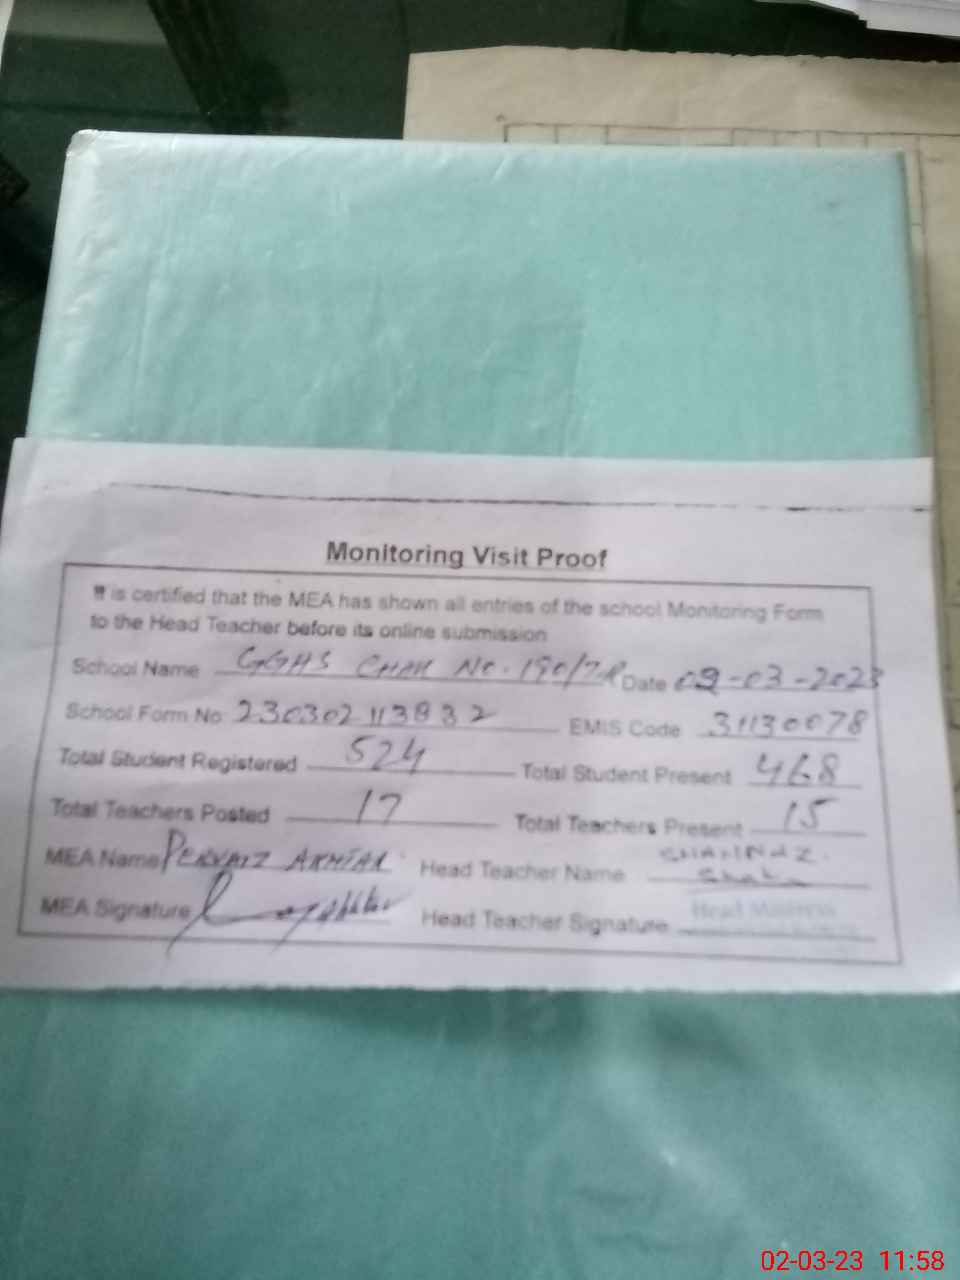 Monitoring Visit Proof
It is certified that the MEA has shown all entries of the school Monitoring Form
to the Head Teacher before its online submission
School Name GGHS CHAK NO. 190/7R Date 02-03-2023
School Form No 230302113832 EMIS Code 31130078
Total Student Registered 524 Total Student Present 468
Total Teachers Posted 17 Total Teachers Present 15
MEA Name PERVAIZ AKHTAR Head Teacher Name SHAHNAZ
MEA Signature Head Teacher Signature Head Mistress
02-03-23 11:58